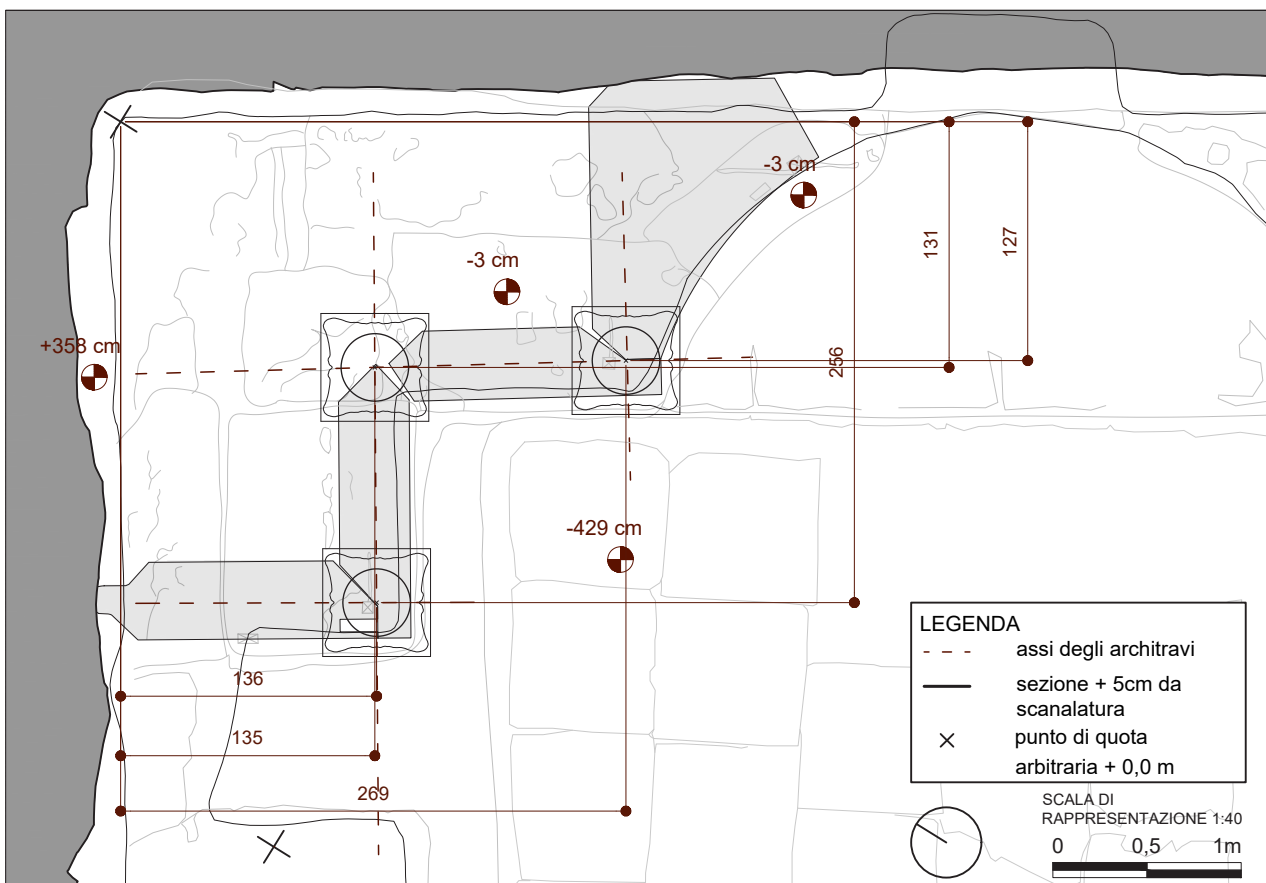 -3 cm
-3 cm
131
127
+358 cm
256
-429 cm
136
135
269
LEGENDA
assi degli architravi
sezione + 5cm da
scanalatura
punto di quota
arbitraria + 0,0 m
SCALA DI
RAPPRESENTAZIONE 1:40
0 0,5 1m